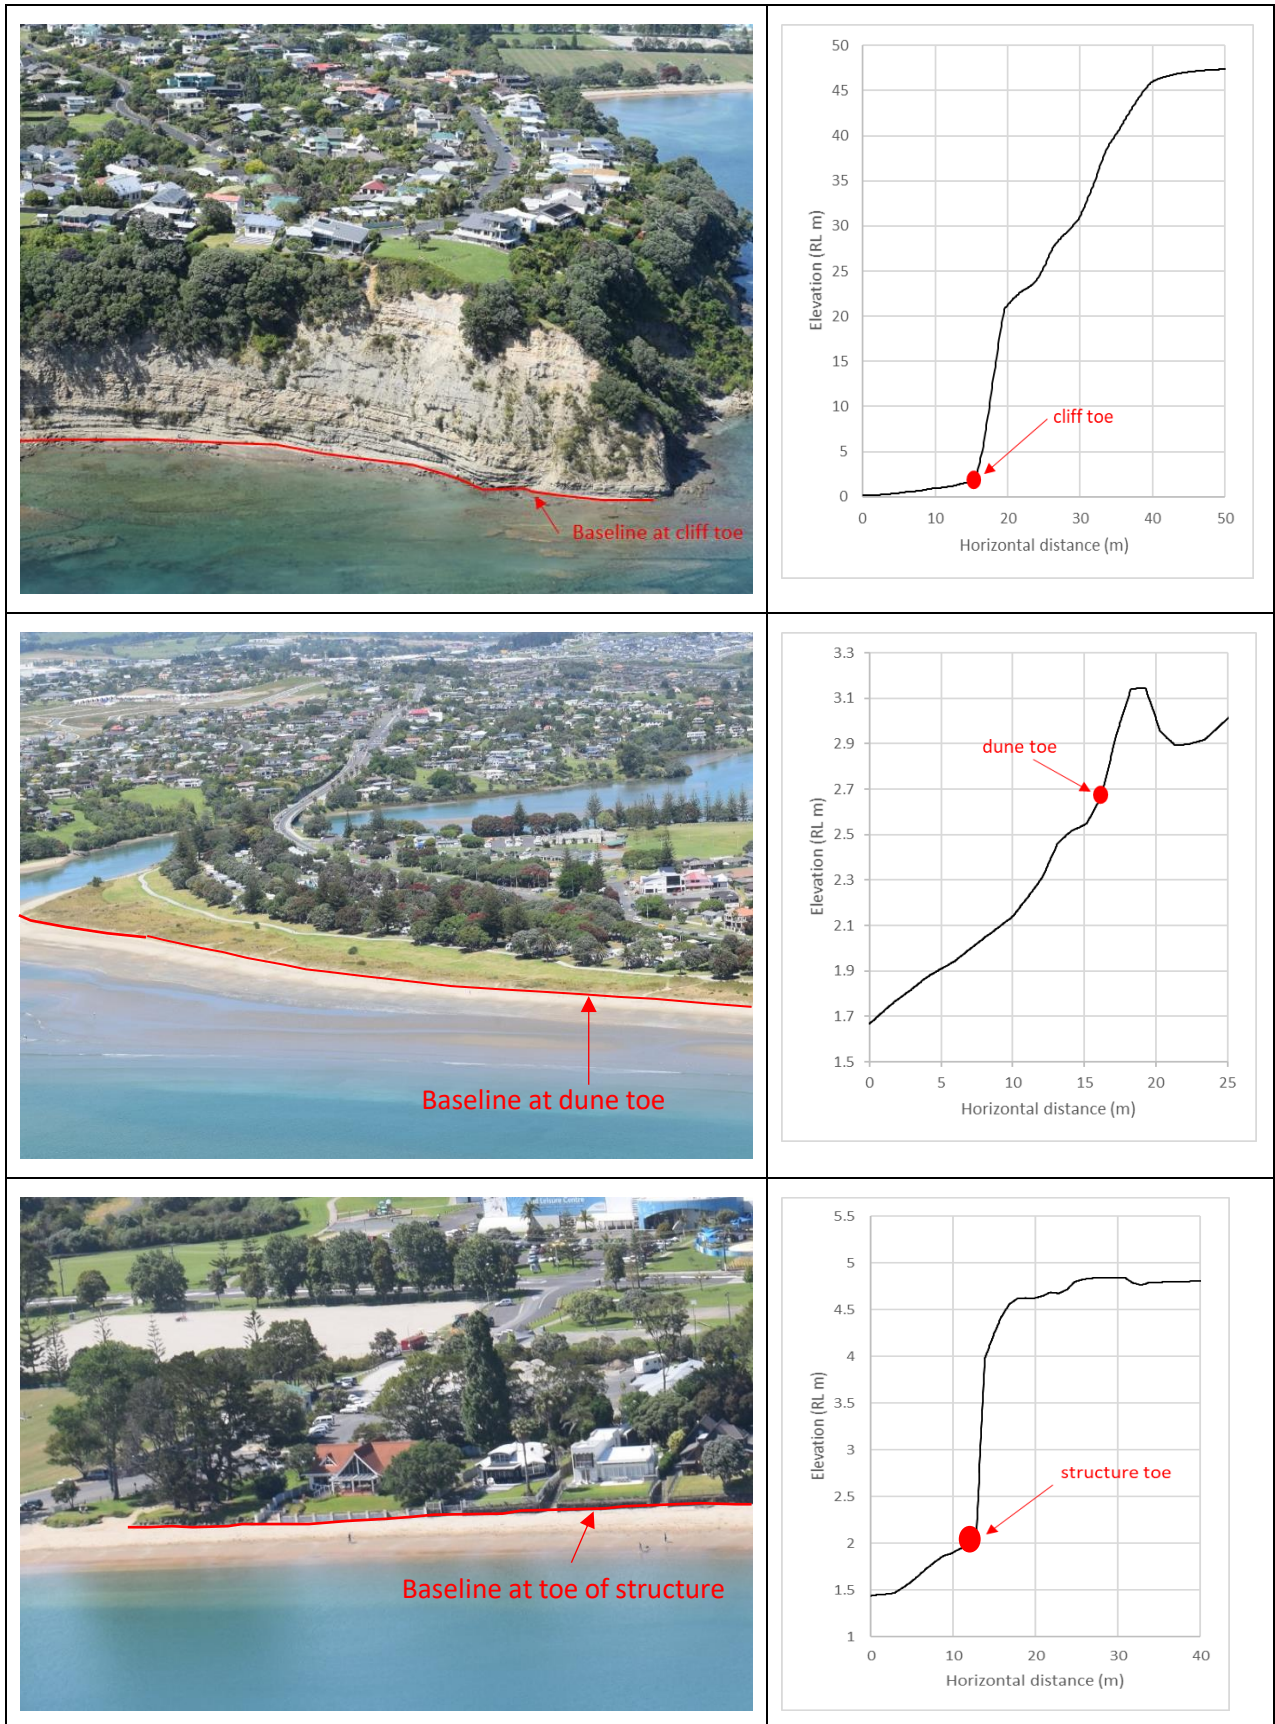 Baseline at cliff toe
50
45
40
35
30
25
20
15
10
5
0
Elevation (RL m)
cliff toe
0 10 20 30 40 50
Horizontal distance (m)
Baseline at dune toe
3.3
3.1
2.9
2.7
2.5
2.3
2.1
1.9
1.7
1.5
Elevation (RL m)
dune toe
0 5 10 15 20 25
Horizontal distance (m)
Leisure Centre
Baseline at toe of structure
5.5
5
4.5
4
3.5
3
2.5
2
1.5
1
Elevation (RL m)
structure toe
0 10 20 30 40
Horizontal distance (m)